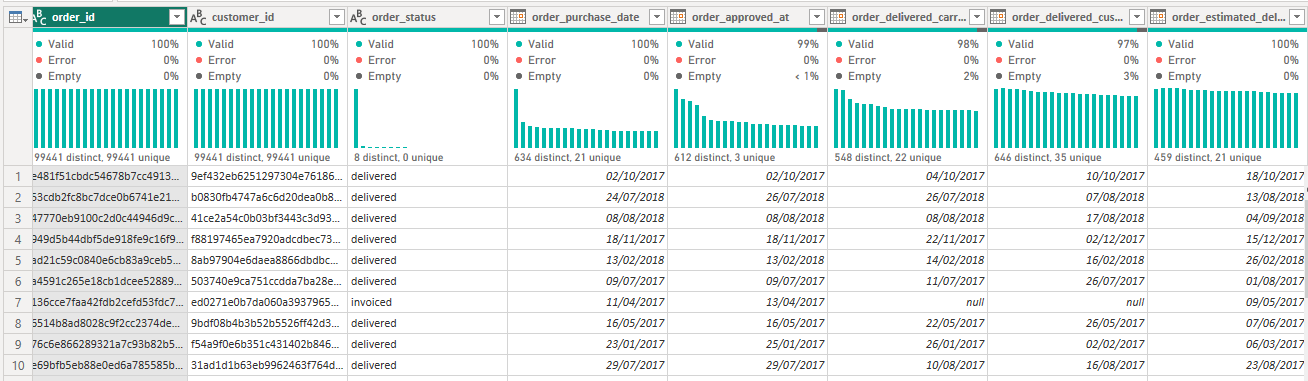 order_id customer_id order_status order_purchase_date order_approved_at order_delivered_carr... order_delivered_cus... order_estimated_del...
Valid 100% Valid 100% Valid 100% Valid 100% Valid 99% Valid 98% Valid 97% Valid 100%
Error 0% Error 0% Error 0% Error 0% Error 0% Error 0% Error 0% Error 0%
Empty 0% Empty 0% Empty 0% Empty 0% Empty < 1% Empty 2% Empty 3% Empty 0%
99441 distinct, 99441 unique 99441 distinct, 99441 unique 8 distinct, 0 unique 634 distinct, 21 unique 612 distinct, 3 unique 548 distinct, 22 unique 646 distinct, 35 unique 459 distinct, 21 unique
1 e481f51cbdc54678b7cc4913... 9ef432eb6251297304e76186... delivered 02/10/2017 02/10/2017 04/10/2017 10/10/2017 18/10/2017
2 53cdb2fc8bc7dce0b6741e21... b0830fb4747a6c6d20dea0b8... delivered 24/07/2018 26/07/2018 26/07/2018 07/08/2018 13/08/2018
3 47770eb9100c2d0c44946d9c... 41ce2a54c0b03bf3443c3d93... delivered 08/08/2018 08/08/2018 08/08/2018 17/08/2018 04/09/2018
4 949d5b44dbf5de918fe9c16f9... f88197465ea7920adcdbec73... delivered 18/11/2017 18/11/2017 22/11/2017 02/12/2017 15/12/2017
5 ad21c59c0840e6cb83a9ceb5... 8ab97904e6daea8866dbdbc... delivered 13/02/2018 13/02/2018 14/02/2018 16/02/2018 26/02/2018
6 a4591c265e18cb1dcee52889... 503740e9ca751ccdda7ba28e... delivered 09/07/2017 09/07/2017 11/07/2017 26/07/2017 01/08/2017
7 136cce7faa42fdb2cefd53fdc7... ed0271e0b7da060a3937965... invoiced 11/04/2017 13/04/2017 null null 09/05/2017
8 6514b8ad8028c9f2cc2374de... 9bdf08b4b3b52b5526ff42d3... delivered 16/05/2017 16/05/2017 22/05/2017 26/05/2017 07/06/2017
9 76c6e866289321a7c93b82b5... f54a9f0e6b351c431402b846... delivered 23/01/2017 25/01/2017 26/01/2017 02/02/2017 06/03/2017
10 e69bfb5eb88e0ed6a785585b... 31ad1d1b63eb9962463f764d... delivered 29/07/2017 29/07/2017 10/08/2017 16/08/2017 23/08/2017